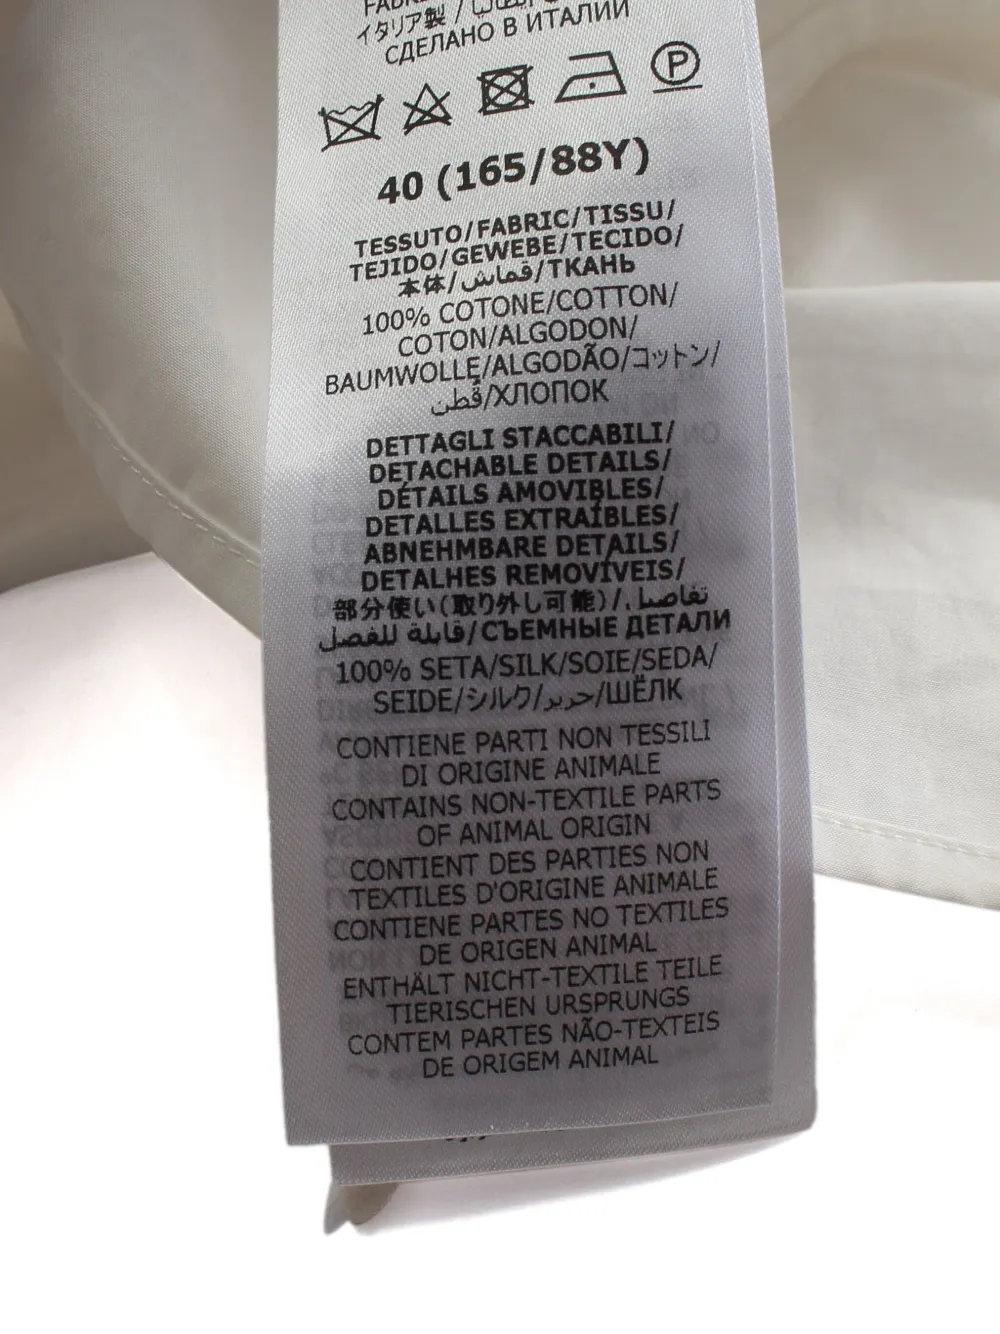 イタリア製 /
СДЕЛАНО В ИТАЛИИ
P
40 (165/88Y)
TESSUTO/FABRIC/TISSU/
TEJIDO/GEWEBE/TECIDO/
本体/قماش/ТКАНЬ
100% COTONE/COTTON/
COTON/ALGODON/
BAUMWOLLE/ALGODÃO/コットン/
قُطن/ХЛОПОК
DETTAGLI STACCABILI/
DETACHABLE DETAILS/
DÉTAILS AMOVIBLES/
DETALLES EXTRAÍBLES/
ABNEHMBARE DETAILS/
DETALHES REMOVÍVEIS/
部分使い(取り外し可能)/تفاصيل
قابلة للفصل/СЪЕМНЫЕ ДЕТАЛИ
100% SETA/SILK/SOIE/SEDA/
SEIDE/シルク/حرير/ШЁЛК
CONTIENE PARTI NON TESSILI
DI ORIGINE ANIMALE
CONTAINS NON-TEXTILE PARTS
OF ANIMAL ORIGIN
CONTIENT DES PARTIES NON
TEXTILES D'ORIGINE ANIMALE
CONTIENE PARTES NO TEXTILES
DE ORIGEN ANIMAL
ENTHÄLT NICHT-TEXTILE TEILE
TIERISCHEN URSPRUNGS
CONTEM PARTES NÃO-TEXTEIS
DE ORIGEM ANIMAL